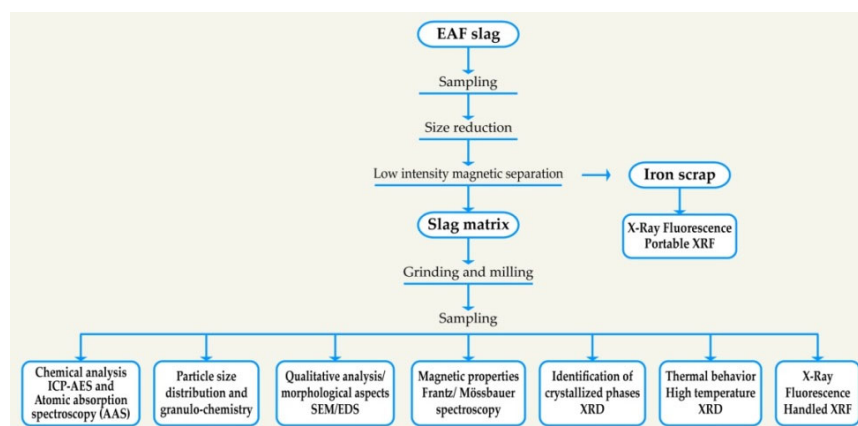 EAF slag
Sampling
Size reduction
Low intensity magnetic separation
Iron scrap
Slag matrix
X-Ray Fluorescence
Portable XRF
Grinding and milling
Sampling
Chemical analysis
ICP-AES and
Atomic absorption
spectroscopy (AAS)
Particle size
distribution and
granulo-chemistry
Qualitative analysis/
morphological aspects
SEM/EDS
Magnetic properties
Frantz/ Mössbauer
spectroscopy
Identification of
crystallized phases
XRD
Thermal behavior
High temperature
XRD
X-Ray
Fluorescence
Handled XRF